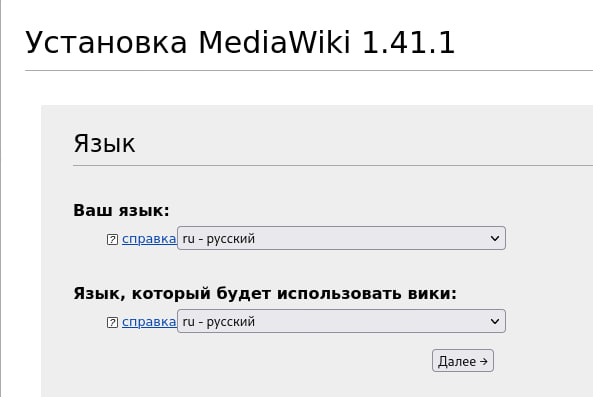 Установка MediaWiki 1.41.1
Язык
Ваш язык:
? справка ru - русский
Язык, который будет использовать вики:
? справка ru - русский
Далее →